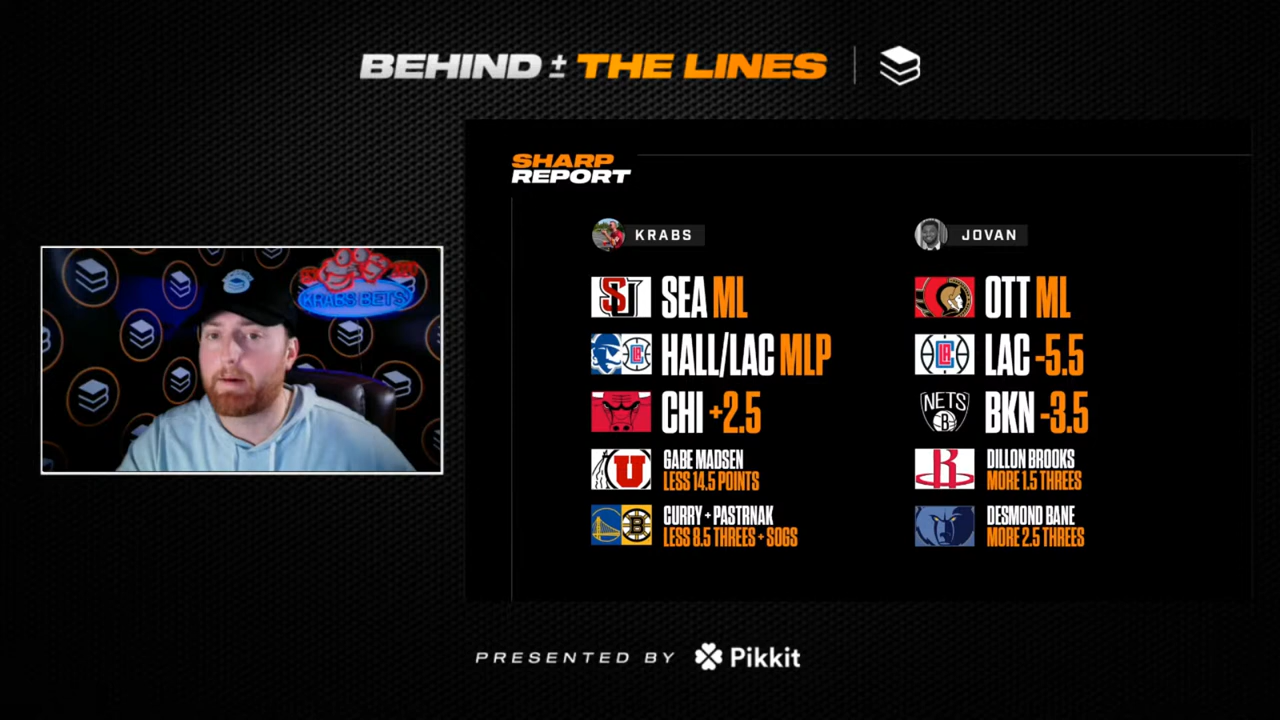 BEHIND ± THE LINES
SHARP
REPORT
KRABS
SEA ML
HALL/LAC MLP
CHI +2.5
GABE MADSEN
LESS 14.5 POINTS
CURRY + PASTRNAK
LESS 8.5 THREES + SOGS
JOVAN
OTT ML
LAC -5.5
NETS
B
BKN -3.5
DILLON BROOKS
MORE 1.5 THREES
DESMOND BANE
MORE 2.5 THREES
KRABS BETS
PRESENTED BY Pikkit